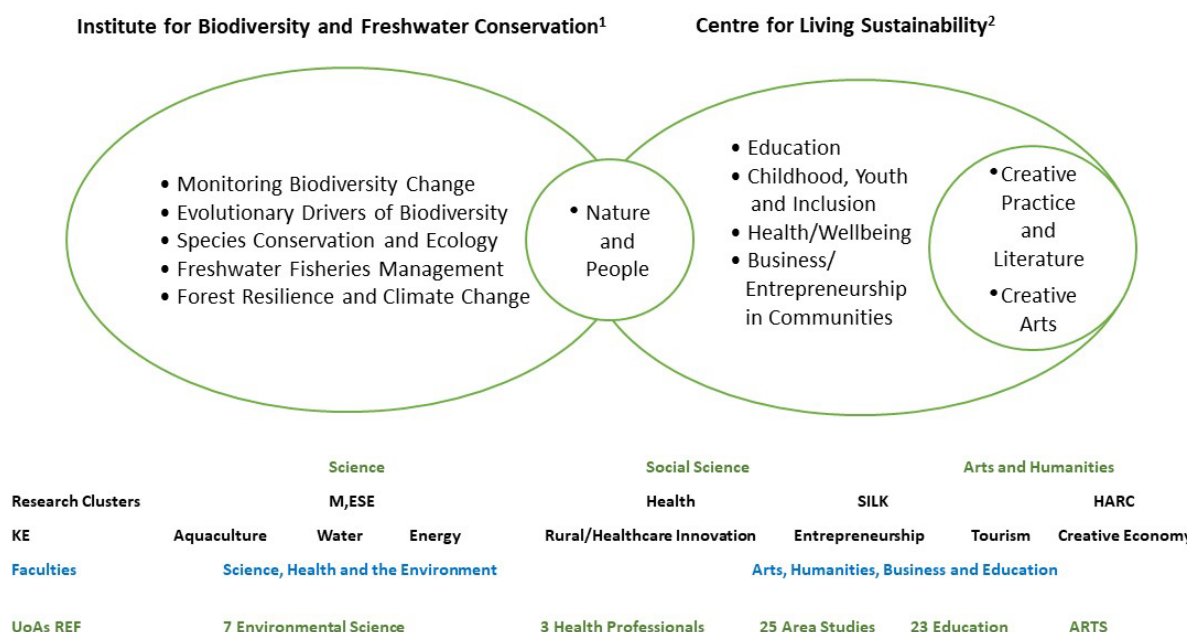 Institute for Biodiversity and Freshwater Conservation¹
Centre for Living Sustainability²
• Monitoring Biodiversity Change
• Evolutionary Drivers of Biodiversity
• Species Conservation and Ecology
• Freshwater Fisheries Management
• Forest Resilience and Climate Change
• Nature
and
People
• Education
• Childhood, Youth
and Inclusion
• Health/Wellbeing
• Business/
Entrepreneurship
in Communities
• Creative
Practice
and
Literature
• Creative
Arts
Science Social Science Arts and Humanities
Research Clusters M,ESE Health SILK HARC
KE Aquaculture Water Energy Rural/Healthcare Innovation Entrepreneurship Tourism Creative Economy
Faculties Science, Health and the Environment Arts, Humanities, Business and Education
UoAs REF 7 Environmental Science 3 Health Professionals 25 Area Studies 23 Education ARTS